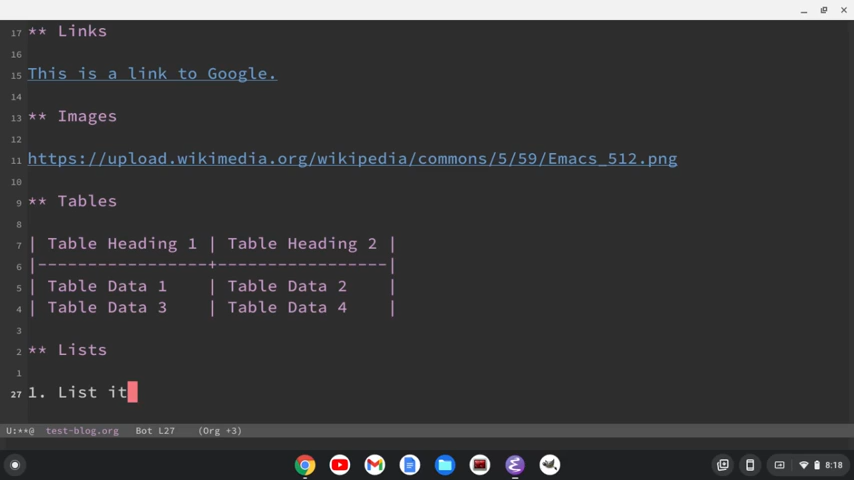 17 ** Links
16
15 This is a link to Google.
14
13 ** Images
12
11 https://upload.wikimedia.org/wikipedia/commons/5/59/Emacs_512.png
10
9 ** Tables
8
7 | Table Heading 1 | Table Heading 2 |
6 |-----------------+-----------------|
5 | Table Data 1    | Table Data 2    |
4 | Table Data 3    | Table Data 4    |
3
2 ** Lists
1
27 1. List it
U:**@ test-blog.org Bot L27 (Org +3)
8:18